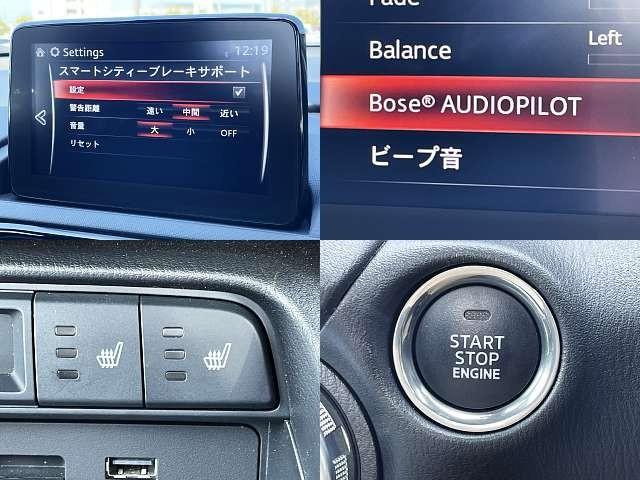 Settings
12:19
スマートシティーブレーキサポート
設定
警告距離 遠い 中間 近い
音量 大 小 OFF
リセット
Fade
Balance Left
Bose® AUDIOPILOT
ビープ音
START
STOP
ENGINE